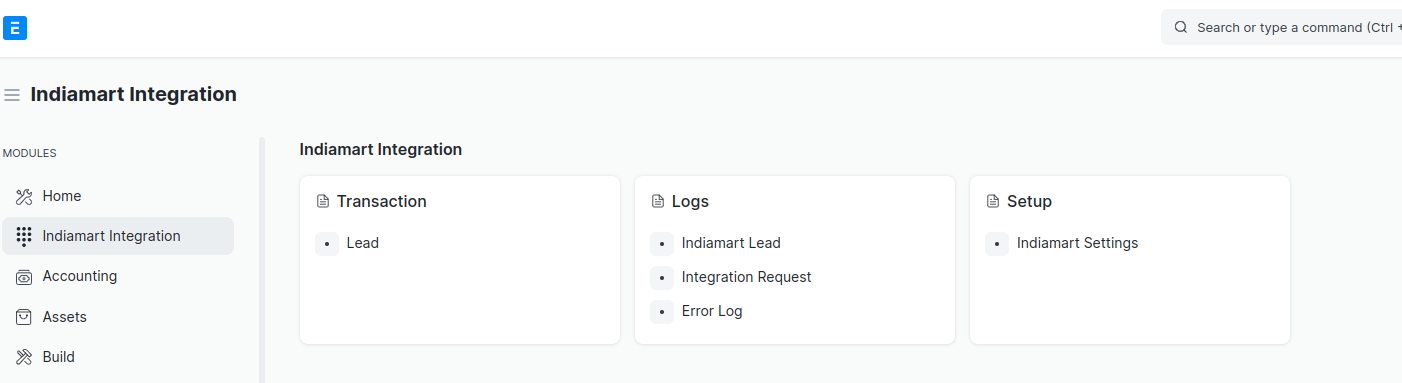 Search or type a command (Ctrl +
Indiamart Integration
MODULES
Home
Indiamart Integration
Accounting
Assets
Build
Indiamart Integration
Transaction
Lead
Logs
Indiamart Lead
Integration Request
Error Log
Setup
Indiamart Settings